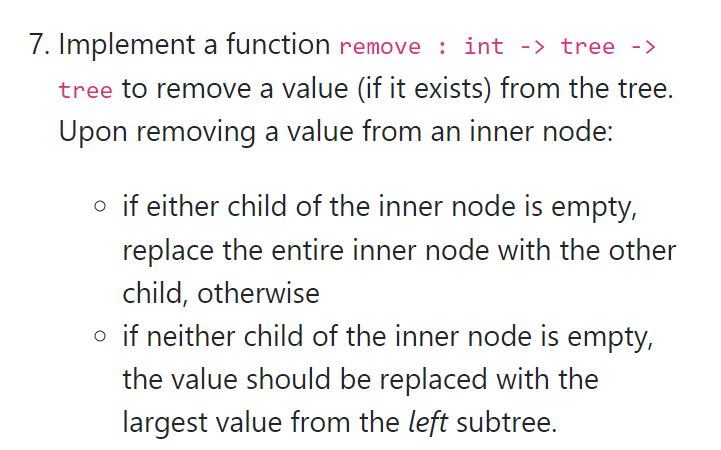 7. Implement a function remove : int -> tree ->
tree to remove a value (if it exists) from the tree.
Upon removing a value from an inner node:
○ if either child of the inner node is empty,
replace the entire inner node with the other
child, otherwise
○ if neither child of the inner node is empty,
the value should be replaced with the
largest value from the left subtree.